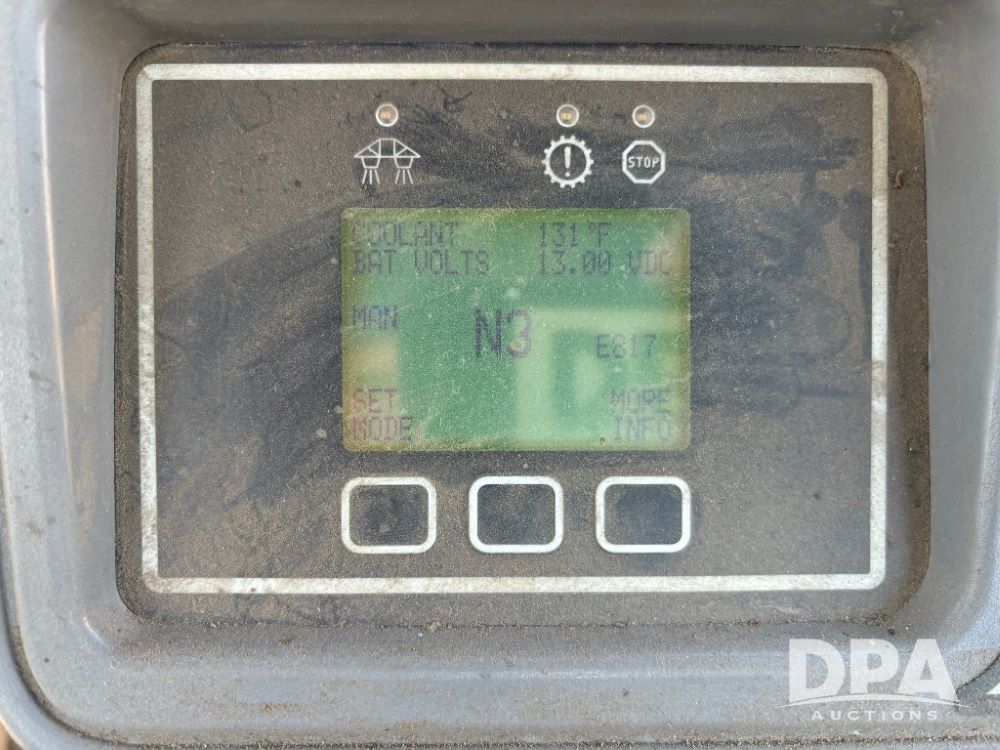 STOP
COOLANT 131°F
BAT VOLTS 13.00 VDC
MAN N3 E817
SET MORE
MODE INFO
DPA
AUCTIONS